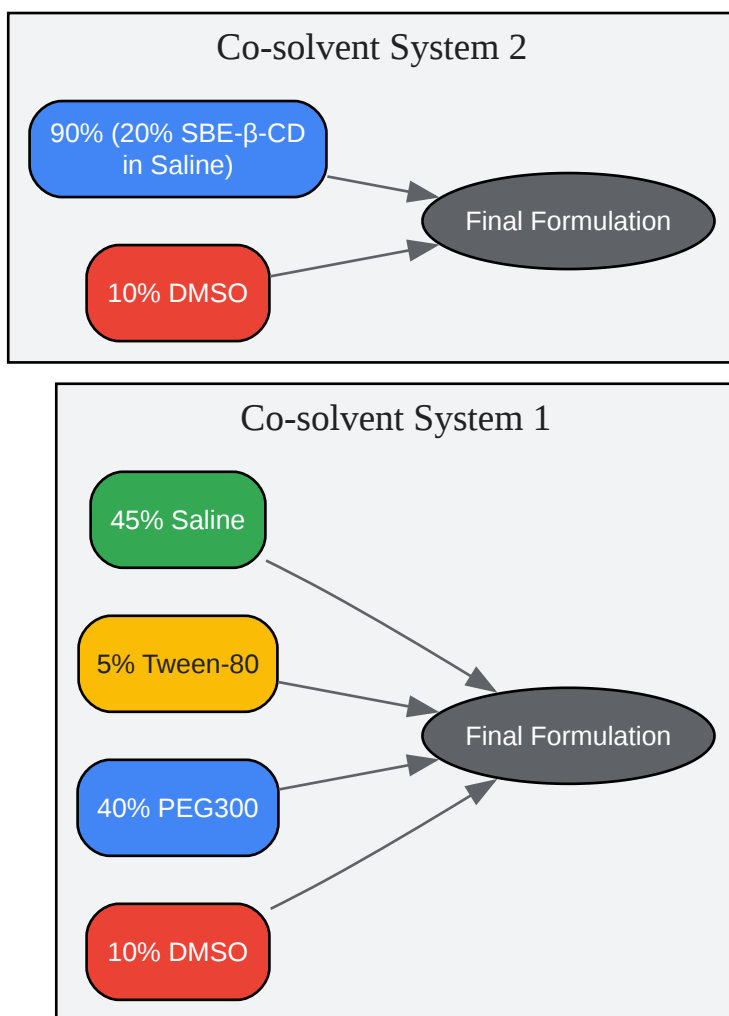 Co-solvent System 2
90% (20% SBE-β-CD
in Saline)
Final Formulation
10% DMSO
Co-solvent System 1
45% Saline
5% Tween-80
Final Formulation
40% PEG300
10% DMSO